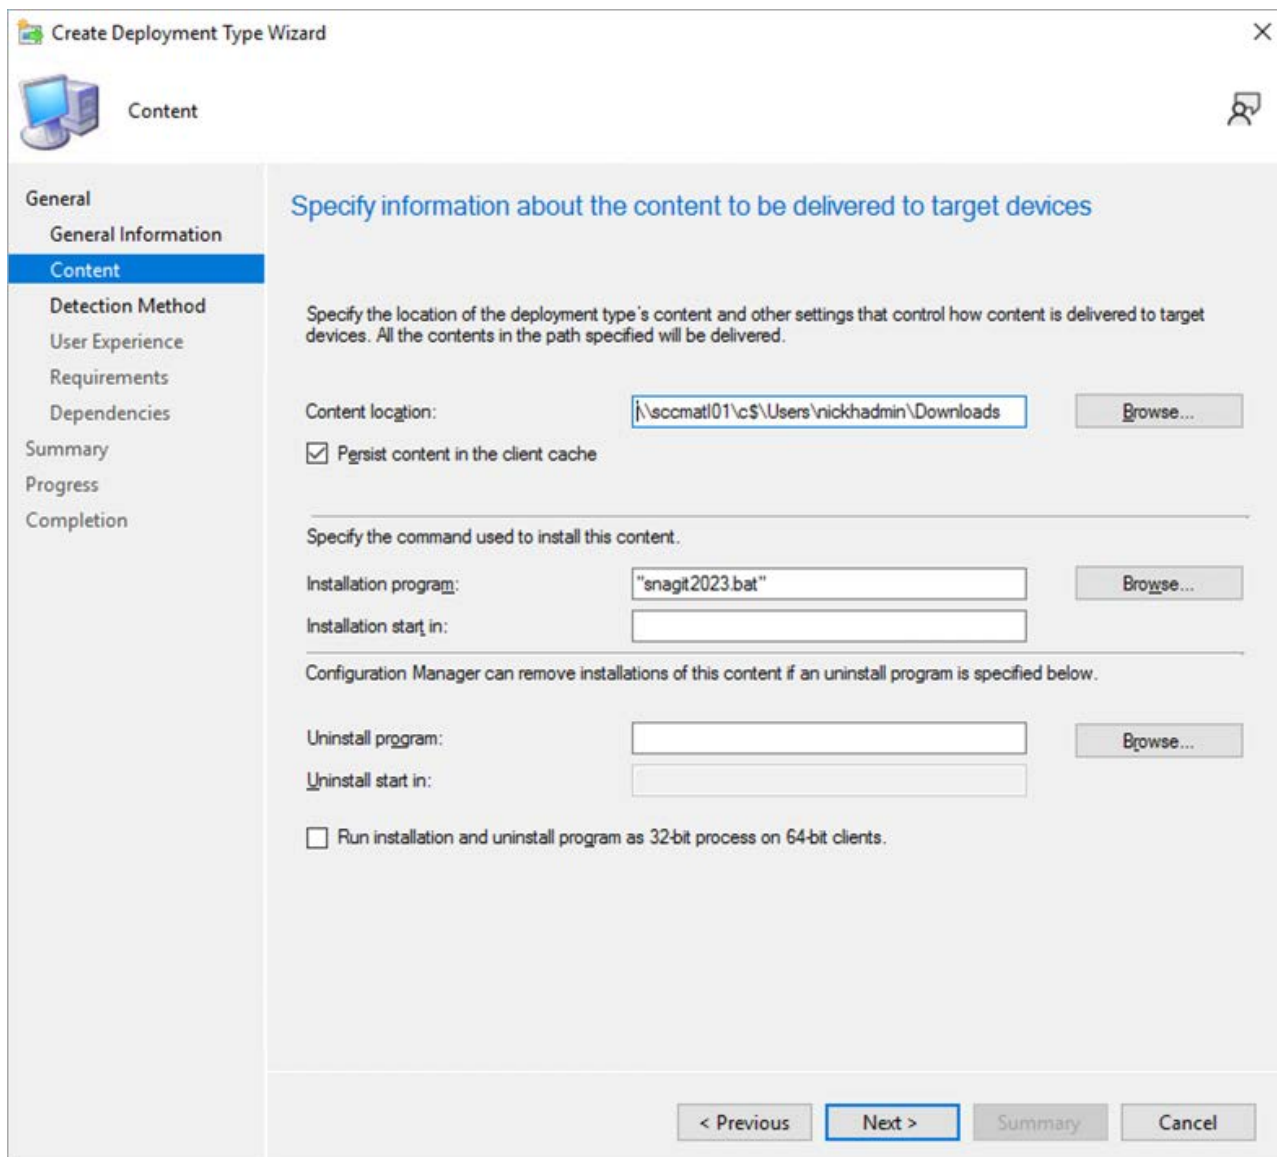 Create Deployment Type Wizard
Content
General
General Information
Content
Detection Method
User Experience
Requirements
Dependencies
Summary
Progress
Completion
Specify information about the content to be delivered to target devices
Specify the location of the deployment type's content and other settings that control how content is delivered to target
devices. All the contents in the path specified will be delivered.
Content location:
\\sccmatl01\c$\Users\nickhadmin\Downloads
Browse...
Persist content in the client cache
Specify the command used to install this content.
Installation program:
"snagit2023.bat"
Browse...
Installation start in:
Configuration Manager can remove installations of this content if an uninstall program is specified below.
Uninstall program:
Browse...
Uninstall start in:
Run installation and uninstall program as 32-bit process on 64-bit clients.
< Previous
Next >
Summary
Cancel